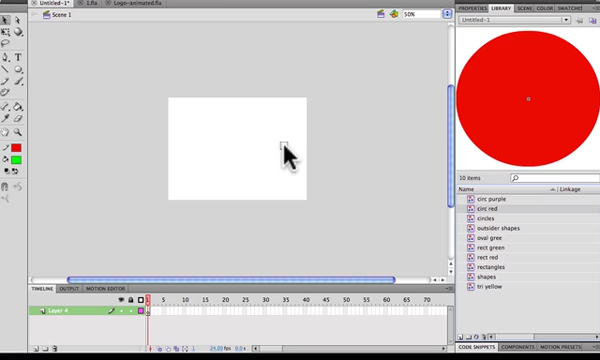 Untitled-1* × 1.fla × Logo-animated.fla
Scene 1
50%
PROPERTIES LIBRARY SCENE COLOR SWATCHES
Untitled-1
10 items
Name Linkage
circ purple
circ red
circles
outsider shapes
oval gree
rect green
rect red
rectangles
shapes
tri yellow
TIMELINE OUTPUT MOTION EDITOR
1 5 10 15 20 25 30 35 40 45 50 55 60 65 70
Layer 4
1 24.00 fps 0.0 s
CODE SNIPPETS COMPONENTS MOTION PRESETS